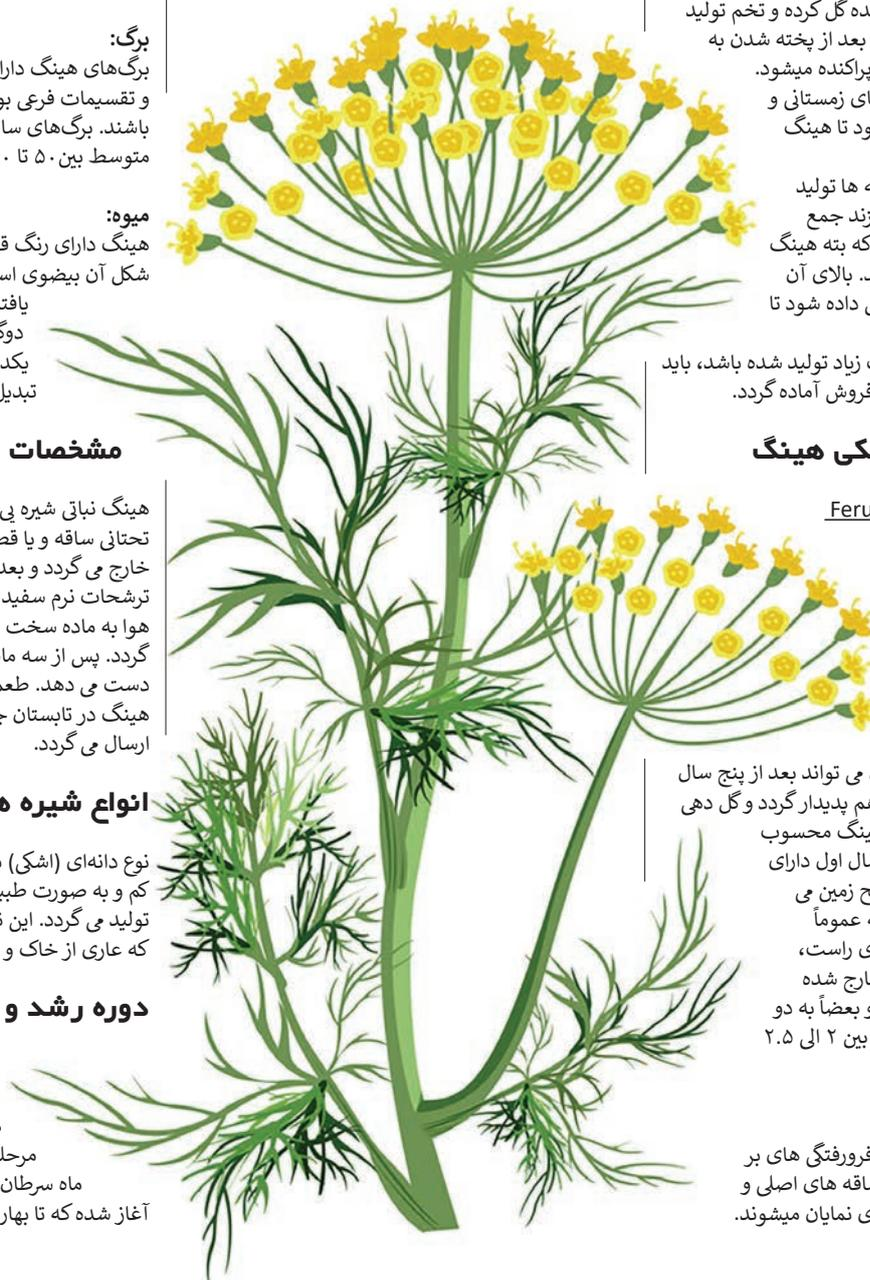 ده گل کرده و تخم تولید
بعد از پخته شدن به
پراکنده میشود.
ای زمستانی و
ود تا هینگ
ه ها تولید
زند جمع
که بته هینگ
د. بالای آن
داده شود تا
زیاد تولید شده باشد، باید
فروش آماده گردد.
کی هینگ
Feru
می تواند بعد از پنج سال
هم پدیدار گردد و گل دهی
ینگ محسوب
ال اول دارای
ح زمین می
ه عموماً
ی راست،
ارج شده
و بعضاً به دو
بین ۲ الی ۲.۵
فرورفتگی های بر
اقه های اصلی و
ی نمایان میشوند.
برگ:
برگ‌های هینگ دارا
و تقسیمات فرعی بو
باشند. برگ‌های سا
متوسط بین ۵۰ تا ۰
میوه:
هینگ دارای رنگ ق
شکل آن بیضوی اس
یافت
دوگ
یکد
تبدیل
مشخصات
هینگ نباتی شیره یی
تحتانی ساقه و یا قط
خارج می گردد و بعد
ترشحات نرم سفید
هوا به ماده سخت
گردد. پس از سه ما
دست می دهد. طعم
هینگ در تابستان ج
ارسال می گردد.
انواع شیره ه
نوع دانه‌ای (اشکی)
کم و به صورت طبی
تولید می گردد. این ن
که عاری از خاک و
دوره رشد و
مرحل
ماه سرطان
آغاز شده که تا بهار